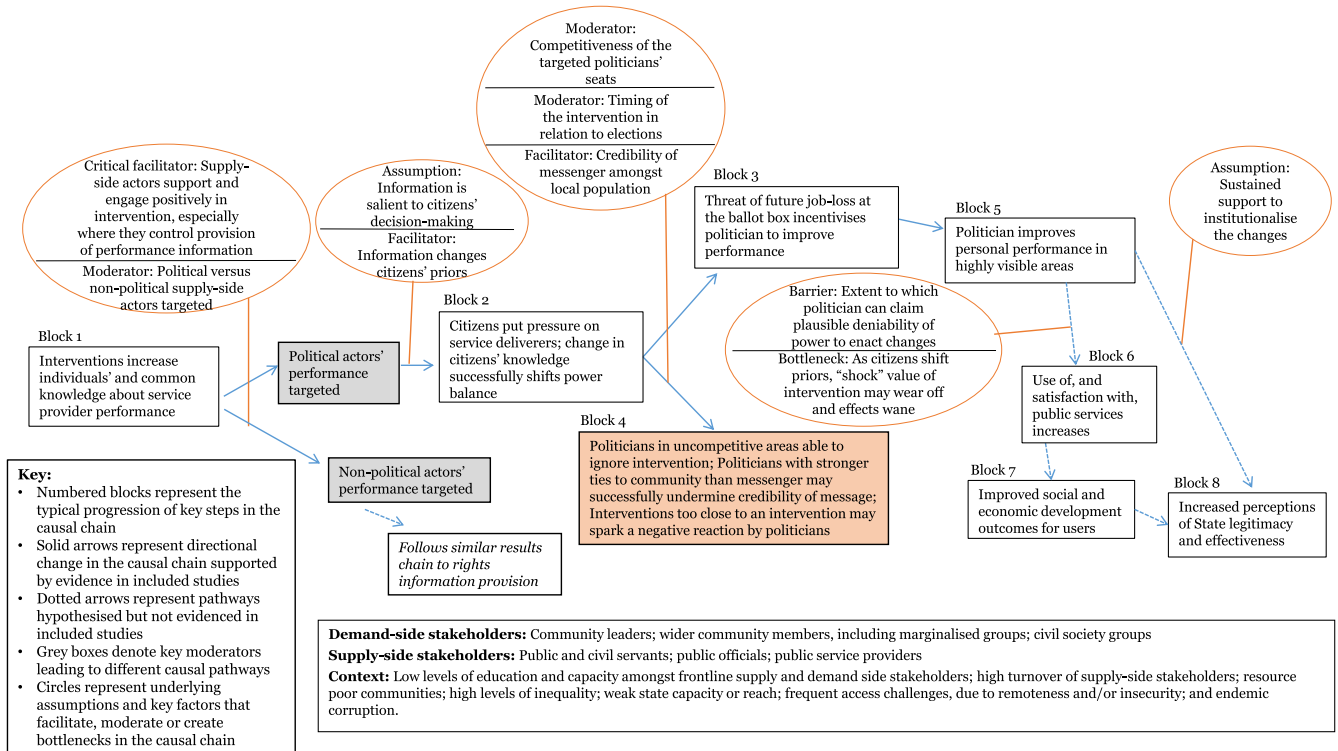 Moderator:
Competitiveness of the
targeted politicians’
seats
Moderator: Timing of
the intervention in
relation to elections
Facilitator: Credibility of
messenger amongst
local population
Critical facilitator: Supply-
side actors support and
engage positively in
intervention, especially
where they control provision
of performance information
Moderator: Political versus
non-political supply-side
actors targeted
Assumption:
Information is
salient to citizens’
decision-making
Facilitator:
Information changes
citizens’ priors
Assumption:
Sustained
support to
institutionalise
the changes
Block 1
Interventions increase
individuals’ and common
knowledge about service
provider performance
Political actors’
performance
targeted
Non-political actors’
performance targeted
Follows similar results
chain to rights
information provision
Block 2
Citizens put pressure on
service deliverers; change in
citizens’ knowledge
successfully shifts power
balance
Block 3
Threat of future job-loss at
the ballot box incentivises
politician to improve
performance
Block 4
Politicians in uncompetitive areas able to
ignore intervention; Politicians with stronger
ties to community than messenger may
successfully undermine credibility of message;
Interventions too close to an intervention may
spark a negative reaction by politicians
Block 5
Politician improves
personal performance in
highly visible areas
Barrier: Extent to which
politician can claim
plausible deniability of
power to enact changes
Bottleneck: As citizens shift
priors, “shock” value of
intervention may wear off
and effects wane
Block 6
Use of, and
satisfaction with,
public services
increases
Block 7
Improved social and
economic development
outcomes for users
Block 8
Increased perceptions
of State legitimacy
and effectiveness
Key:
• Numbered blocks represent the
typical progression of key steps in the
causal chain
• Solid arrows represent directional
change in the causal chain supported
by evidence in included studies
• Dotted arrows represent pathways
hypothesised but not evidenced in
included studies
• Grey boxes denote key moderators
leading to different causal pathways
• Circles represent underlying
assumptions and key factors that
facilitate, moderate or create
bottlenecks in the causal chain
Demand-side stakeholders: Community leaders; wider community members, including marginalised groups; civil society groups
Supply-side stakeholders: Public and civil servants; public officials; public service providers
Context: Low levels of education and capacity amongst frontline supply and demand side stakeholders; high turnover of supply-side stakeholders; resource
poor communities; high levels of inequality; weak state capacity or reach; frequent access challenges, due to remoteness and/or insecurity; and endemic
corruption.